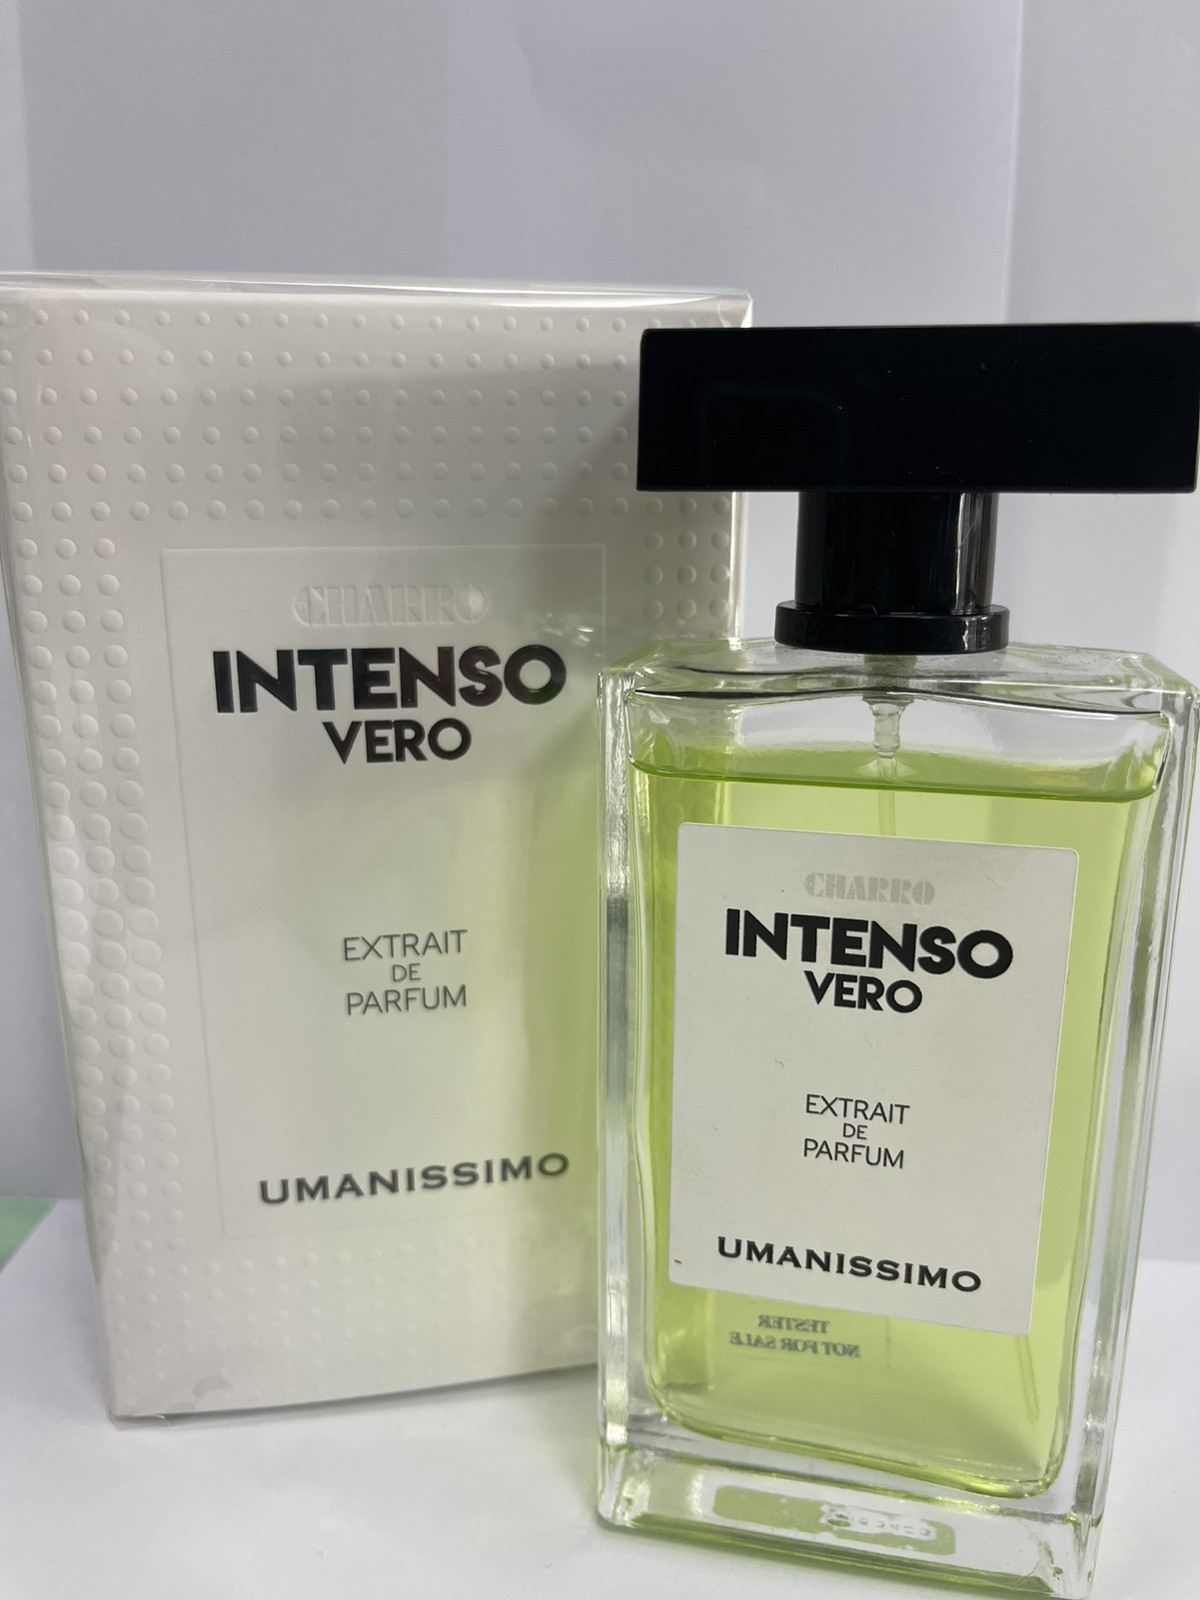 CHARRO
INTENSO
VERO
EXTRAIT
DE
PARFUM
UMANISSIMO
CHARRO
INTENSO
VERO
EXTRAIT
DE
PARFUM
UMANISSIMO
TESTER
NOT FOR SALE